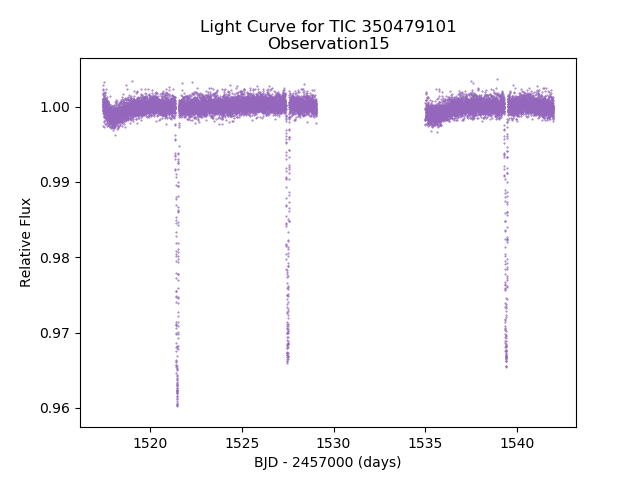 Light Curve for TIC 350479101
Observation15
1.00
0.99
0.98
0.97
0.96
Relative Flux
1520
1525
1530
1535
1540
BJD - 2457000 (days)